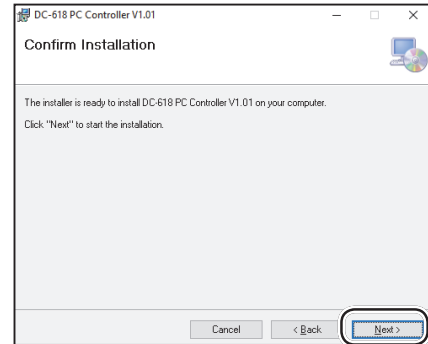 DC-618 PC Controller V1.01
Confirm Installation
The installer is ready to install DC-618 PC Controller V1.01 on your computer.
Click "Next" to start the installation.
Cancel
< Back
Next >